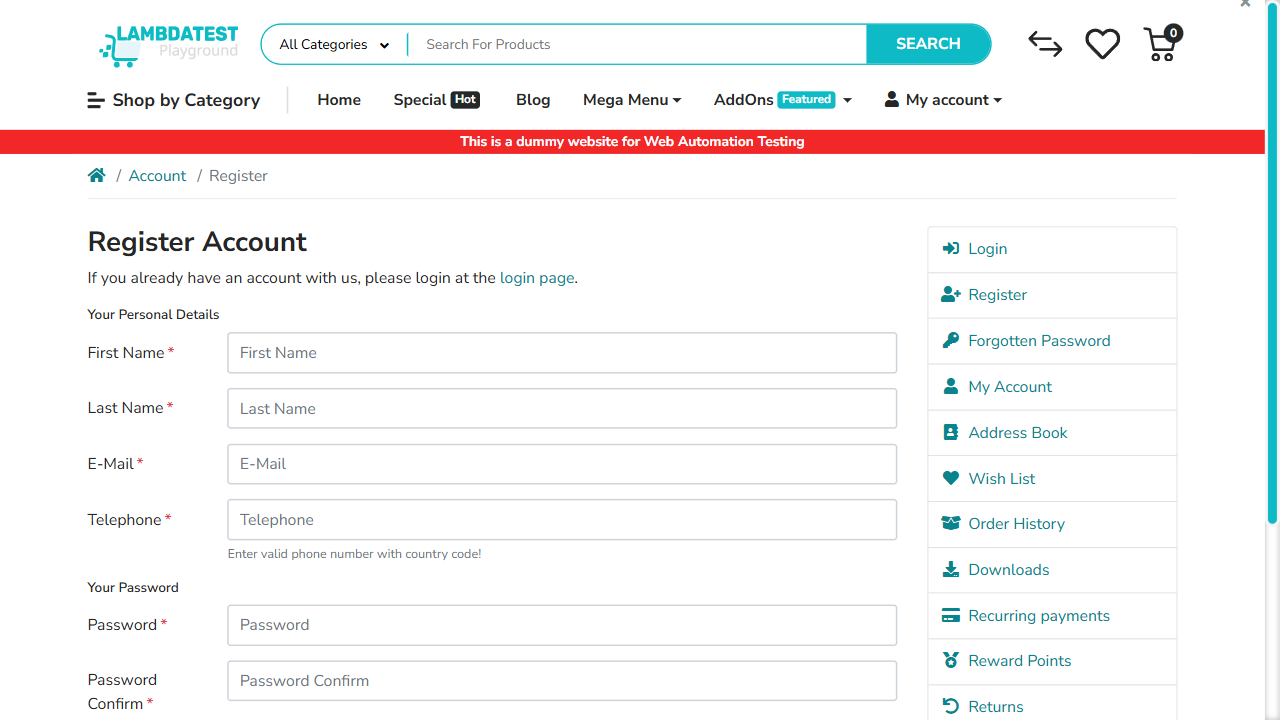 LAMBDATEST
Playground
All Categories
Search For Products
SEARCH
0
Shop by Category
Home
Special Hot
Blog
Mega Menu
AddOns Featured
My account
This is a dummy website for Web Automation Testing
/ Account / Register
Register Account
If you already have an account with us, please login at the login page.
Your Personal Details
First Name *
First Name
Last Name *
Last Name
E-Mail *
E-Mail
Telephone *
Telephone
Enter valid phone number with country code!
Your Password
Password *
Password
Password
Confirm *
Password Confirm
Login
Register
Forgotten Password
My Account
Address Book
Wish List
Order History
Downloads
Recurring payments
Reward Points
Returns